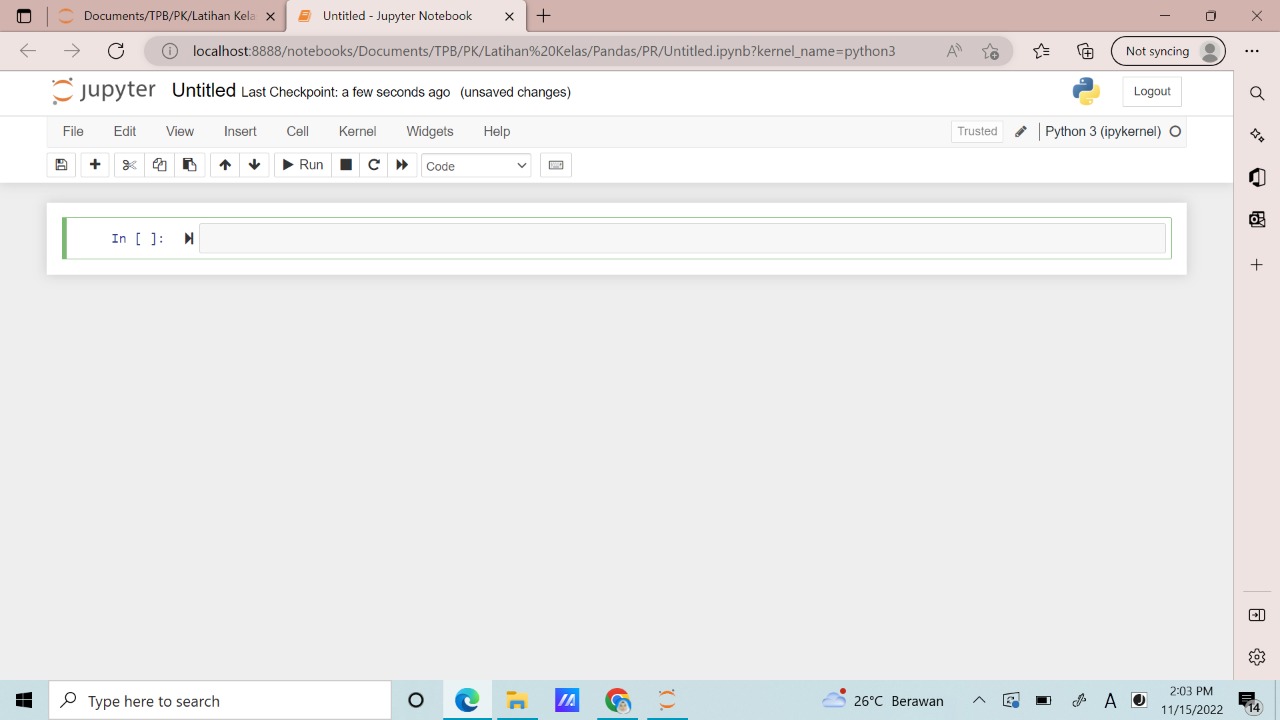 Documents/TPB/PK/Latihan Kela
Untitled - Jupyter Notebook
localhost:8888/notebooks/Documents/TPB/PK/Latihan%20Kelas/Pandas/PR/Untitled.ipynb?kernel_name=python3
Not syncing
jupyter Untitled Last Checkpoint: a few seconds ago (unsaved changes)
Logout
File Edit View Insert Cell Kernel Widgets Help
Trusted Python 3 (ipykernel)
Run
Code
In [ ]:
Type here to search
26°C Berawan
A
2:03 PM
11/15/2022
14